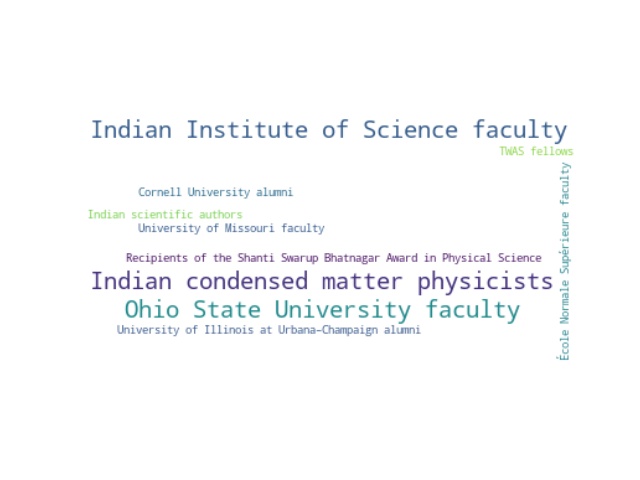 Indian Institute of Science faculty
TWAS fellows
Cornell University alumni
Indian scientific authors
University of Missouri faculty
Recipients of the Shanti Swarup Bhatnagar Award in Physical Science
Indian condensed matter physicists
Ohio State University faculty
University of Illinois at Urbana–Champaign alumni
École Normale Supérieure faculty